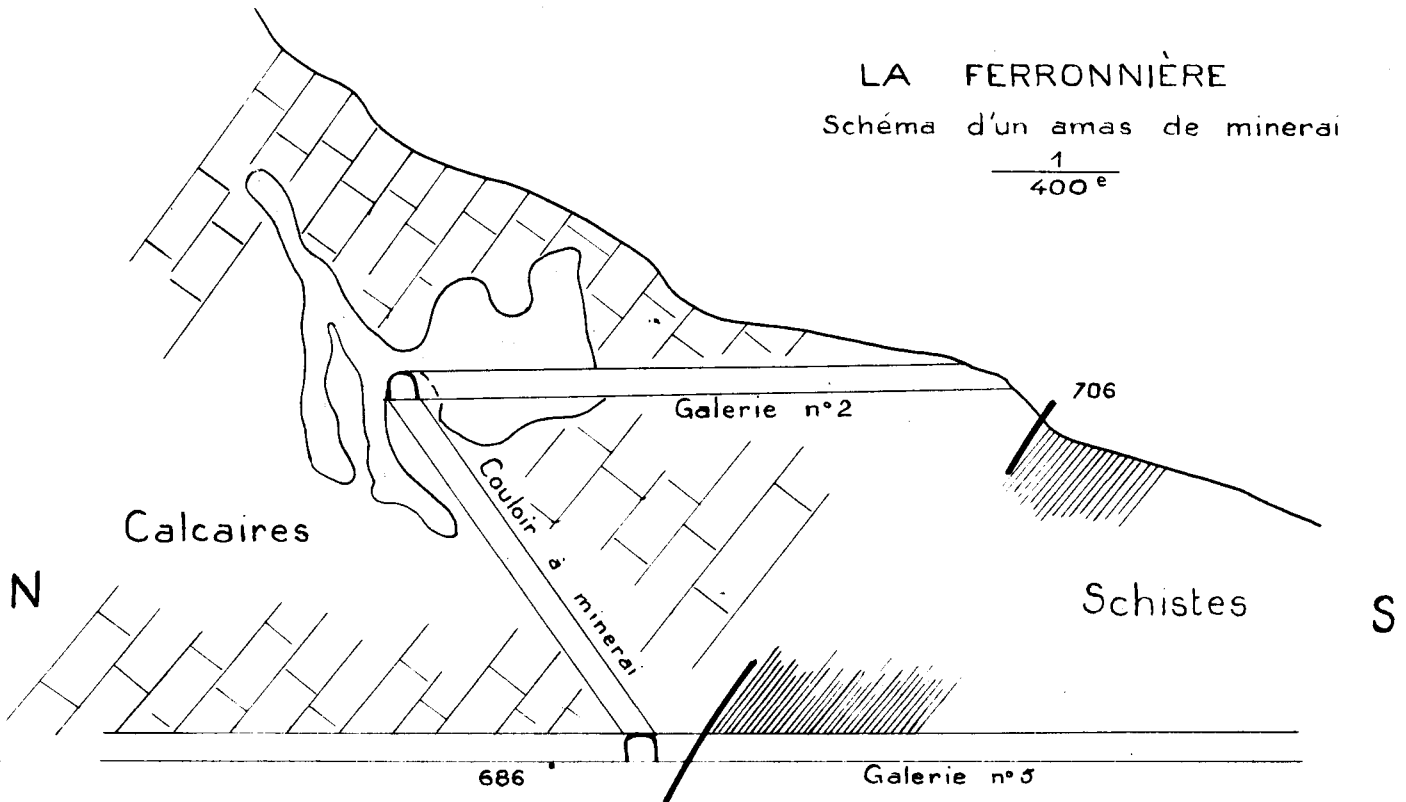 LA FERRONNIÈRE
Schéma d'un amas de minerai
1
400e
706
Galerie n°2
Couloir à minerai
Calcaires
N
Schistes
S
686
Galerie n°5